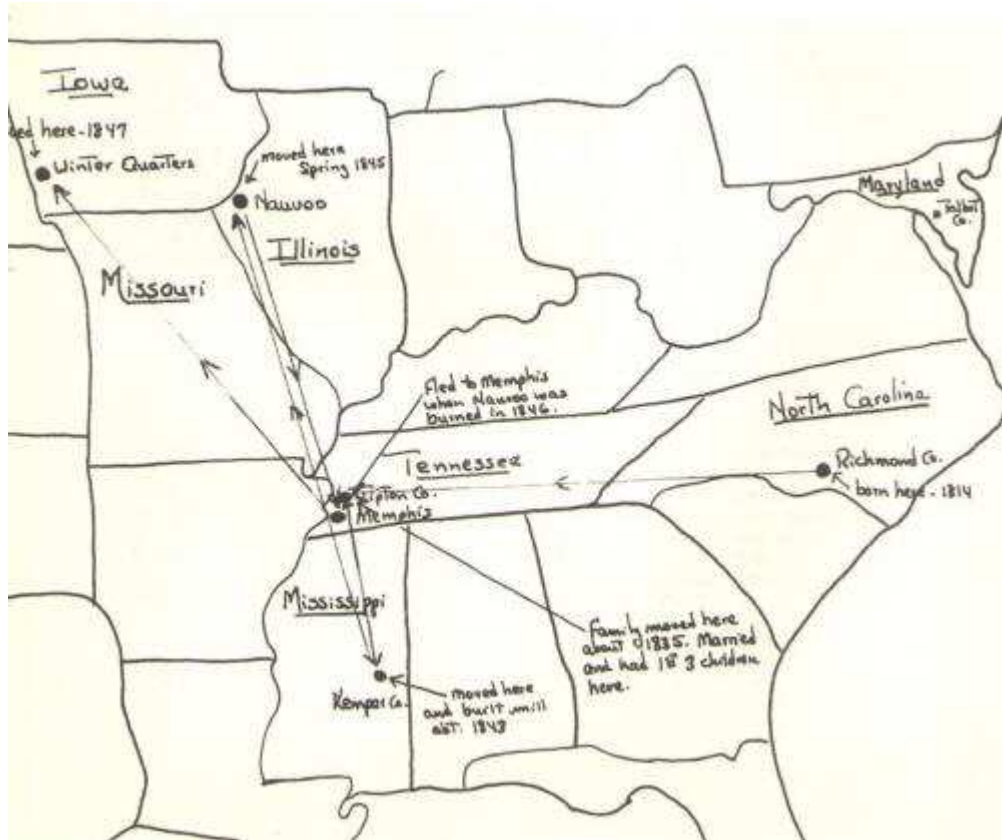 Iowa
ded here - 1847
Winter Quarters
moved here
Spring 1845
Nauvoo
Illinois
Missouri
Maryland
Talbot
Co.
Fled to Memphis
when Nauvoo was
burned in 1846.
North Carolina
Richmond Co.
born here - 1814
Tennessee
Tipton Co.
Memphis
Mississippi
Family moved here
about 1835. Married
and had 1st 3 children
here.
Kemper Co.
moved here
and built mill
abt. 1843